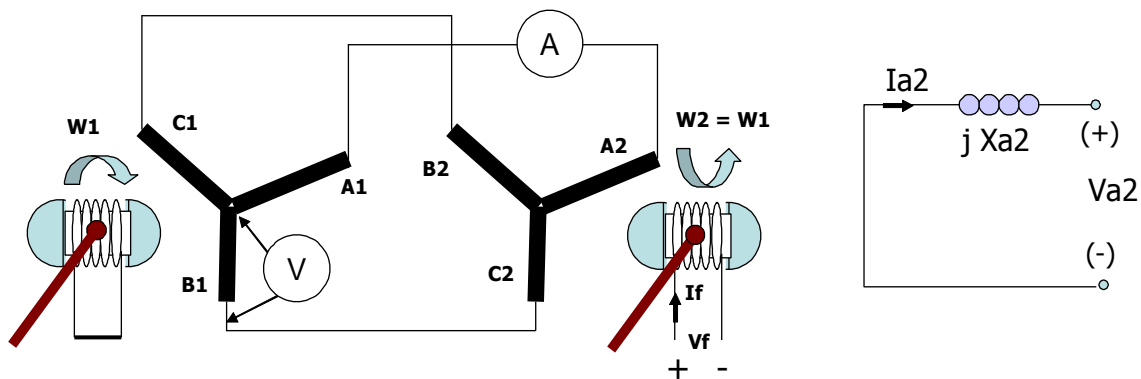 A
C1
W1
A1
B1
V
B2
A2
C2
W2 = W1
If
Vf
+ -
Ia2
j Xa2
(+)
Va2
(-)